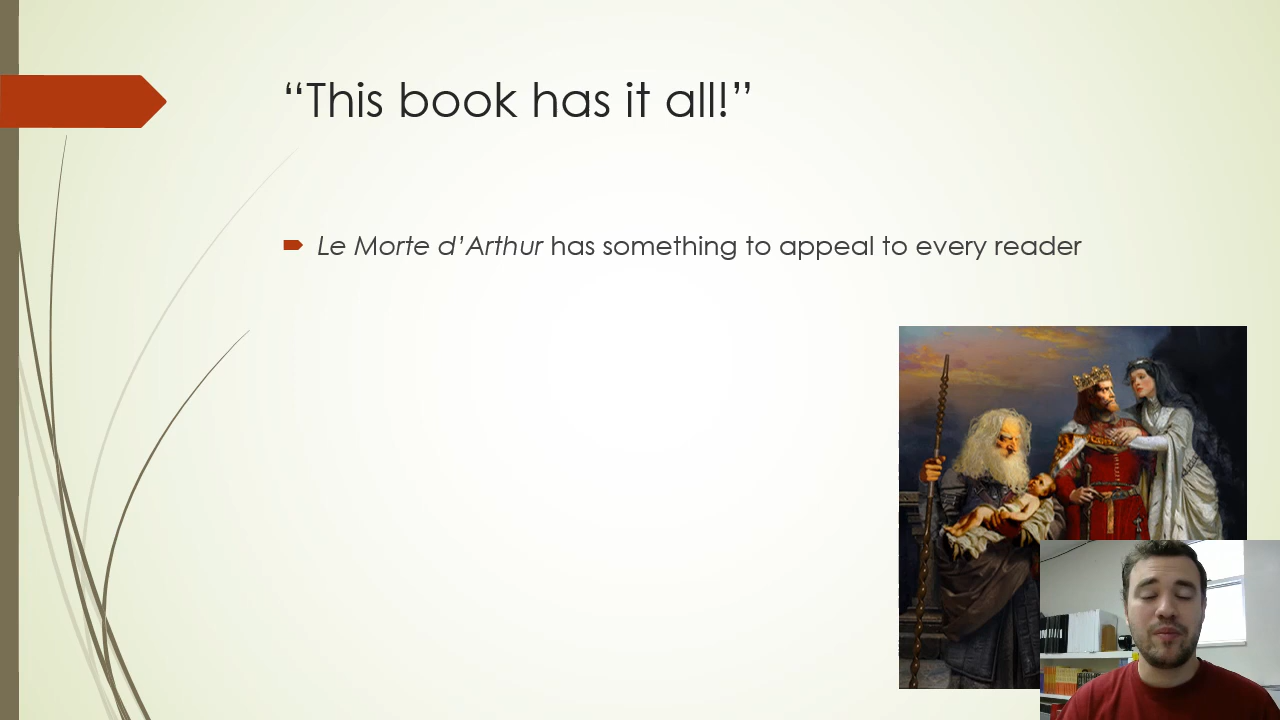 “This book has it all!”
Le Morte d’Arthur has something to appeal to every reader